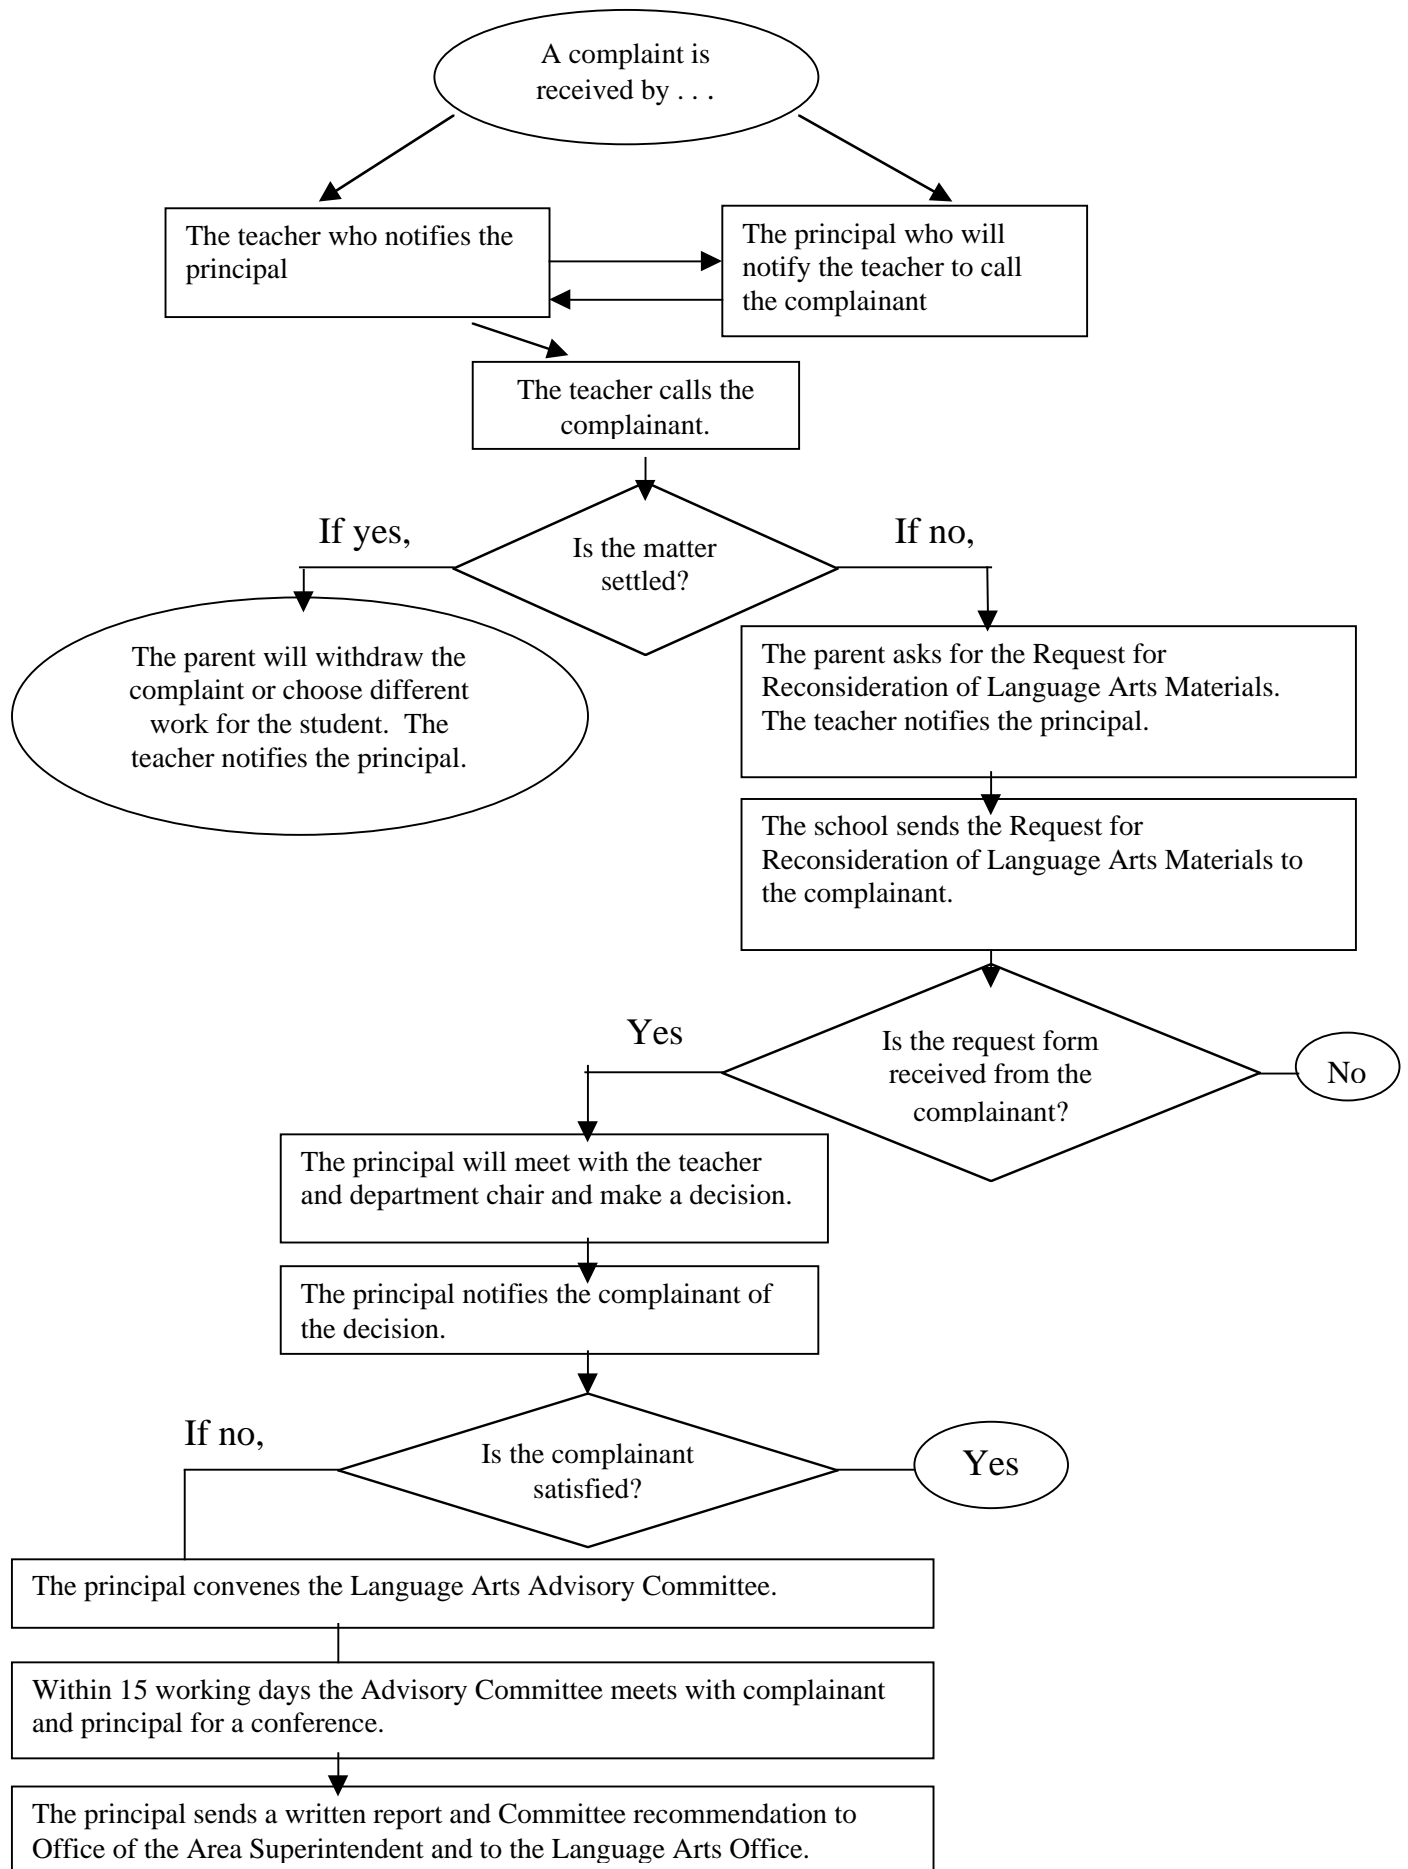 A complaint is
received by . . .
The teacher who notifies the
principal
The principal who will
notify the teacher to call
the complainant
The teacher calls the
complainant.
If yes,
Is the matter
settled?
If no,
The parent will withdraw the
complaint or choose different
work for the student.  The
teacher notifies the principal.
The parent asks for the Request for
Reconsideration of Language Arts Materials.
The teacher notifies the principal.
The school sends the Request for
Reconsideration of Language Arts Materials to
the complainant.
Yes
Is the request form
received from the
complainant?
No
The principal will meet with the teacher
and department chair and make a decision.
The principal notifies the complainant of
the decision.
If no,
Is the complainant
satisfied?
Yes
The principal convenes the Language Arts Advisory Committee.
Within 15 working days the Advisory Committee meets with complainant
and principal for a conference.
The principal sends a written report and Committee recommendation to
Office of the Area Superintendent and to the Language Arts Office.